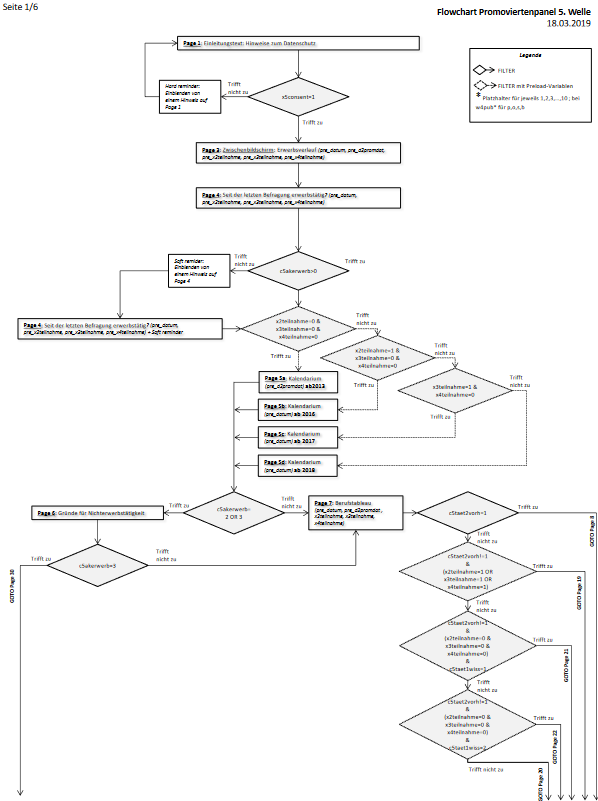 Seite 1/6
Flowchart Promoviertenpanel 5. Welle
18.03.2019
Page 1: Einleitungstext: Hinweise zum Datenschutz
Legende
FILTER
FILTER mit Preload-Variablen
* Platzhalter für jeweils 1,2,3,…,10 ; bei
w4pub* für p,o,s,b
Hard reminder:
Einblenden von
einem Hinweis auf
Page 1
Trifft
nicht zu
x5consent=1
Trifft zu
Page 3: Zwischenbildschirm: Erwerbsverlauf (pre_datum, pre_d2promdat,
pre_x2teilnahme, pre_x3teilnahme, pre_x4teilnahme)
Page 4: Seit der letzten Befragung erwerbstätig? (pre_datum,
pre_x2teilnahme, pre_x3teilnahme, pre_x4teilnahme)
Soft remider:
Einblenden von
einem Hinweis auf
Page 4
Trifft
nicht zu
c5akerwerb>0
Trifft zu
Page 4: Seit der letzten Befragung erwerbstätig? (pre_datum,
pre_x2teilnahme, pre_x3teilnahme, pre_x4teilnahme) + Soft reminder
x2teilnahme=0 &
x3teilnahme=0 &
x4teilnahme=0
Trifft
nicht zu
Trifft zu
x2teilnahme=1 &
x3teilnahme=0 &
x4teilnahme=0
Trifft
nicht zu
Trifft zu
x3teilnahme=1 &
x4teilnahme=0
Trifft
nicht zu
Trifft zu
Page 5a: Kalendarium
(pre_d2promdat) ab2013
Page 5b: Kalendarium
(pre_datum) ab 2016
Page 5c: Kalendarium
(pre_datum) ab 2017
Page 5d: Kalendarium
(pre_datum) ab 2018
Page 6: Gründe für Nichterwerbstätigkeit
Trifft zu
c5akerwerb=
2 OR 3
Trifft
nicht zu
Page 7: Berufstableau
(pre_datum, pre_d2promdat,
x2teilnahme, x3teilnahme,
x4teilnahme)
c5taet2vorh=1
Trifft zu
GOTO Page 8
Trifft
nicht zu
Trifft zu
c5akerwerb=3
Trifft
nicht zu
GOTO Page 30
c5taet2vorh!=1
&
(x2teilnahme=1 OR
x3teilnahme=1 OR
x4teilnahme=1)
Trifft zu
GOTO Page 19
Trifft
nicht zu
c5taet2vorh!=1
&
(x2teilnahme=0 &
x3teilnahme=0 &
x4teilnahme=0)
&
c5taet1wiss=1
Trifft zu
GOTO Page 21
Trifft
nicht zu
c5taet2vorh!=1
&
(x2teilnahme=0 &
x3teilnahme=0 &
x4teilnahme=0)
&
c5taet1wiss=2
Trifft zu
GOTO Page 22
Trifft nicht zu
GOTO Page 20